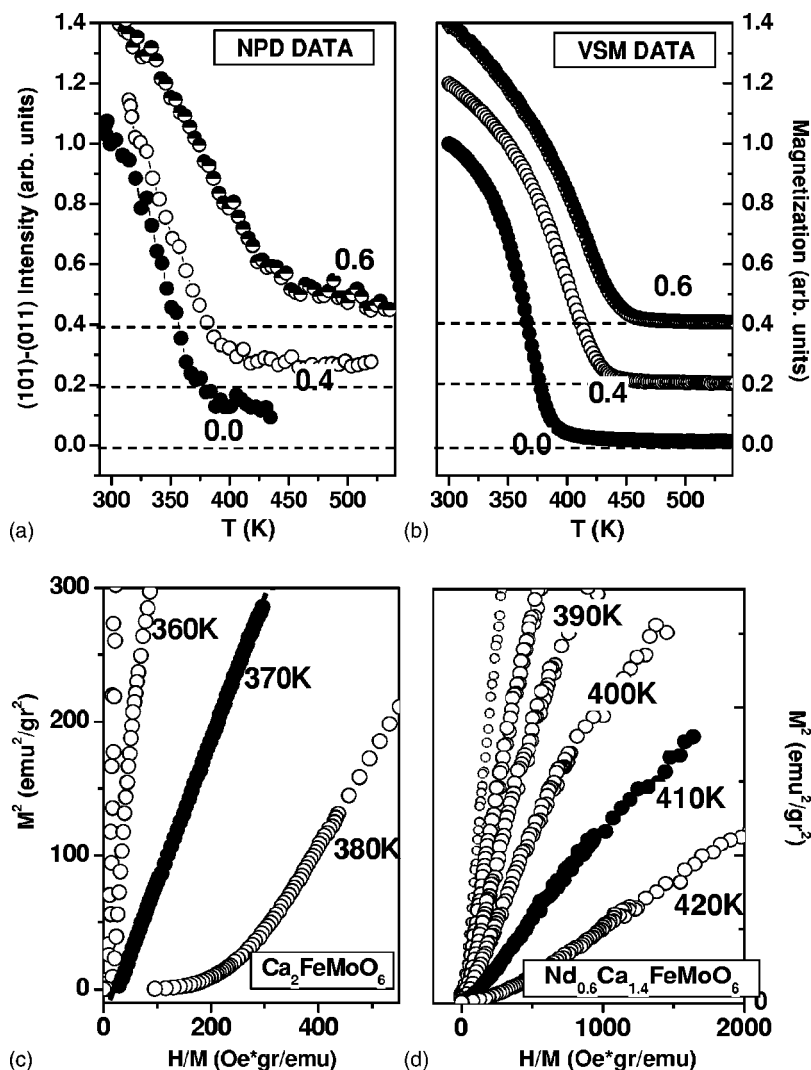 NPD DATA
1.4
1.2
1.0
0.8
0.6
0.4
0.2
0.0
(101)-(011) Intensity (arb. units)
0.6
0.4
0.0
300 350 400 450 500
T (K)
(a)
VSM DATA
1.4
1.2
1.0
0.8
0.6
0.4
0.2
0.0
Magnetization (arb. units)
0.6
0.4
0.0
300 350 400 450 500
T (K)
(b)
300
200
100
0
M² (emu²/gr²)
360K
370K
380K
Ca₂FeMoO₆
0 200 400
H/M (Oe*gr/emu)
(c)
390K
400K
410K
420K
Nd₀.₆Ca₁.₄FeMoO₆
0
M² (emu²/gr²)
0 1000 2000
H/M (Oe*gr/emu)
(d)